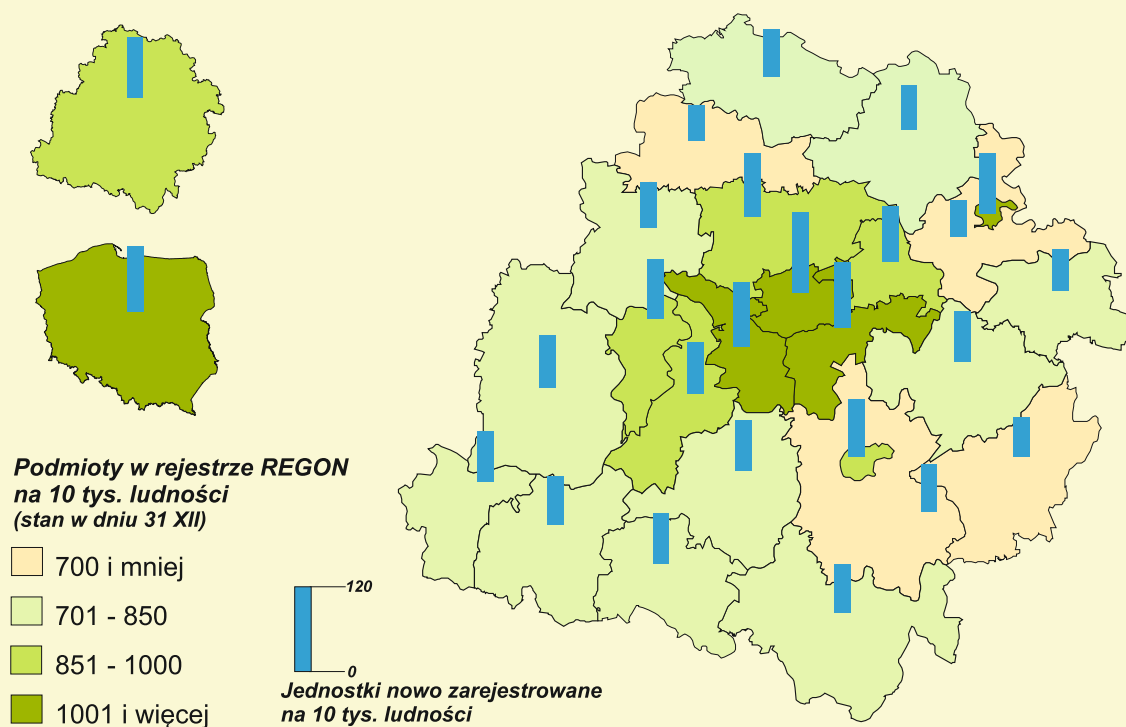 Podmioty w rejestrze REGON
na 10 tys. ludności
(stan w dniu 31 XII)
700 i mniej
701 - 850
851 - 1000
1001 i więcej
120
0
Jednostki nowo zarejestrowane
na 10 tys. ludności